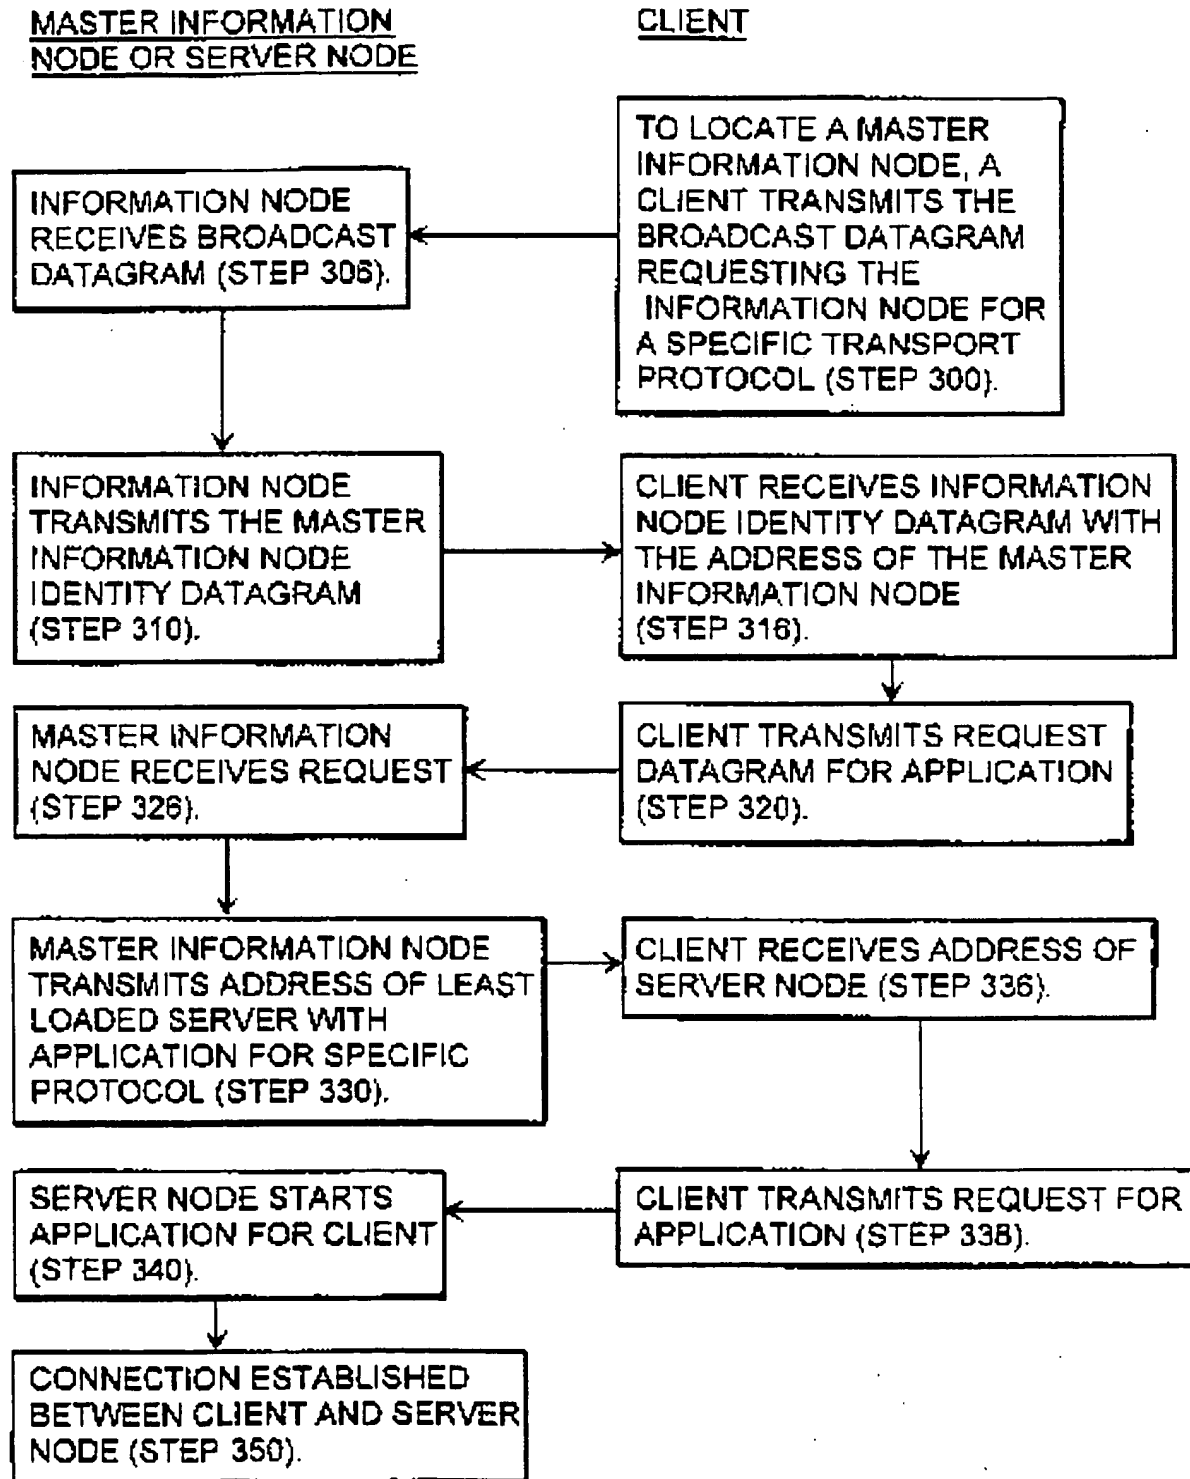 MASTER INFORMATION
NODE OR SERVER NODE
CLIENT
TO LOCATE A MASTER
INFORMATION NODE, A
CLIENT TRANSMITS THE
BROADCAST DATAGRAM
REQUESTING THE
INFORMATION NODE FOR
A SPECIFIC TRANSPORT
PROTOCOL (STEP 300).
INFORMATION NODE
RECEIVES BROADCAST
DATAGRAM (STEP 306).
INFORMATION NODE
TRANSMITS THE MASTER
INFORMATION NODE
IDENTITY DATAGRAM
(STEP 310).
CLIENT RECEIVES INFORMATION
NODE IDENTITY DATAGRAM WITH
THE ADDRESS OF THE MASTER
INFORMATION NODE
(STEP 316).
CLIENT TRANSMITS REQUEST
DATAGRAM FOR APPLICATION
(STEP 320).
MASTER INFORMATION
NODE RECEIVES REQUEST
(STEP 326).
MASTER INFORMATION NODE
TRANSMITS ADDRESS OF LEAST
LOADED SERVER WITH
APPLICATION FOR SPECIFIC
PROTOCOL (STEP 330).
CLIENT RECEIVES ADDRESS OF
SERVER NODE (STEP 336).
CLIENT TRANSMITS REQUEST FOR
APPLICATION (STEP 338).
SERVER NODE STARTS
APPLICATION FOR CLIENT
(STEP 340).
CONNECTION ESTABLISHED
BETWEEN CLIENT AND SERVER
NODE (STEP 350).